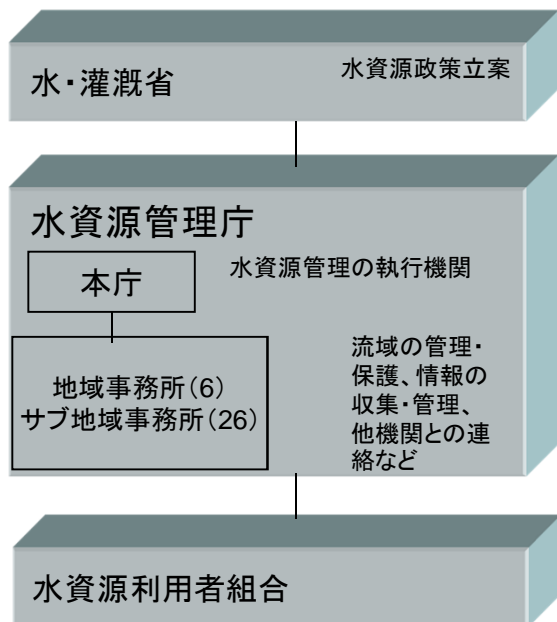 水・灌漑省
水資源政策立案
水資源管理庁
本庁
水資源管理の執行機関
地域事務所(6)
サブ地域事務所(26)
流域の管理・
保護、情報の
収集・管理、
他機関との連
絡など
水資源利用者組合